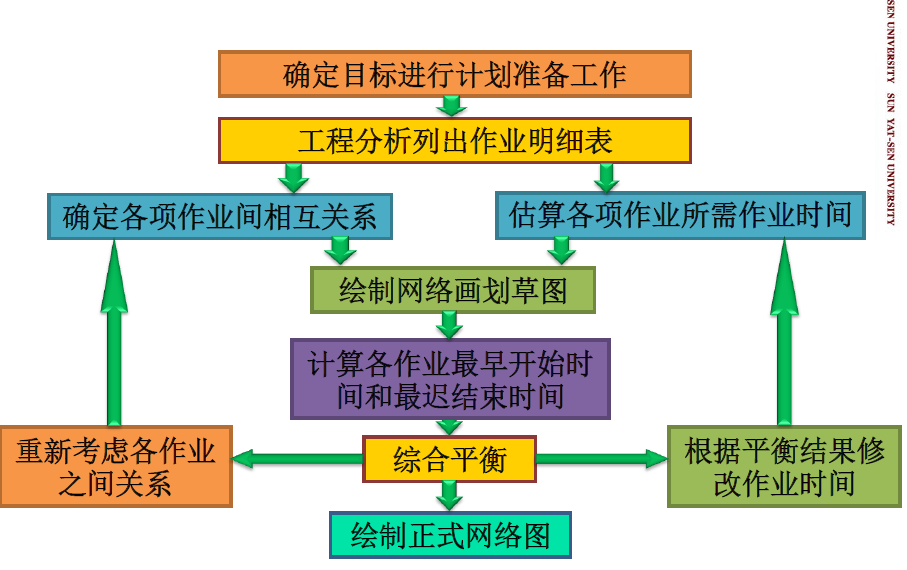 确定目标进行计划准备工作
工程分析列出作业明细表
确定各项作业间相互关系
估算各项作业所需作业时间
绘制网络画划草图
计算各作业最早开始时
间和最迟结束时间
重新考虑各作业
之间关系
综合平衡
根据平衡结果修
改作业时间
绘制正式网络图
SEN UNIVERSITY SUN YAT-SEN UNIVERSITY